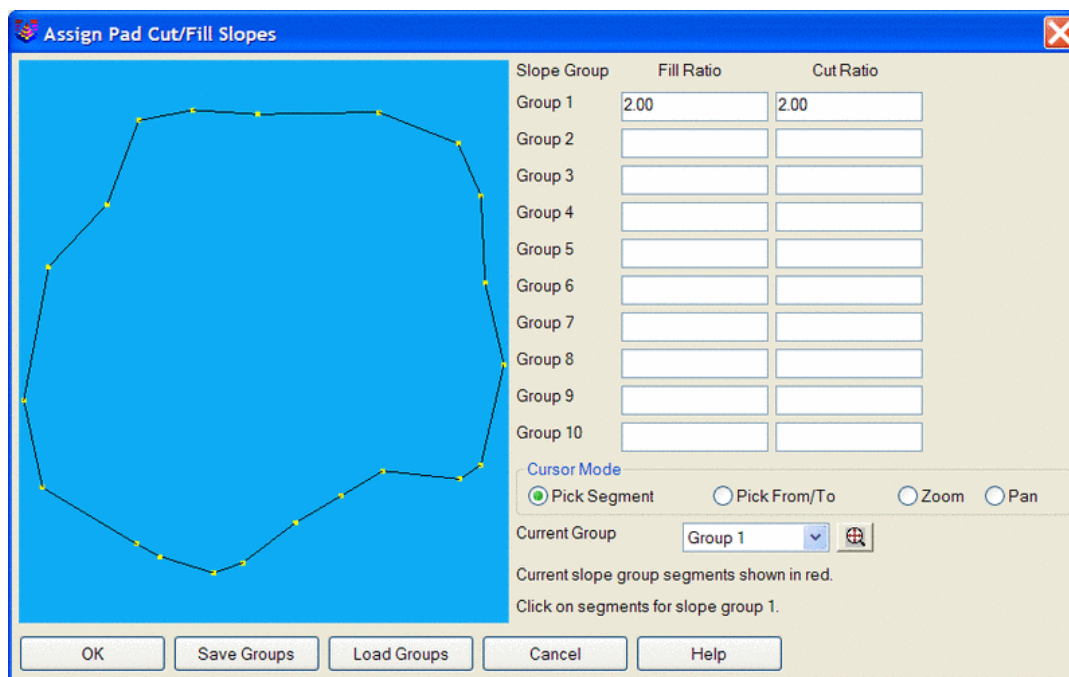 Assign Pad Cut/Fill Slopes
Slope Group Fill Ratio Cut Ratio
Group 1 2.00 2.00
Group 2
Group 3
Group 4
Group 5
Group 6
Group 7
Group 8
Group 9
Group 10
Cursor Mode
Pick Segment Pick From/To Zoom Pan
Current Group Group 1
Current slope group segments shown in red.
Click on segments for slope group 1.
OK Save Groups Load Groups Cancel Help